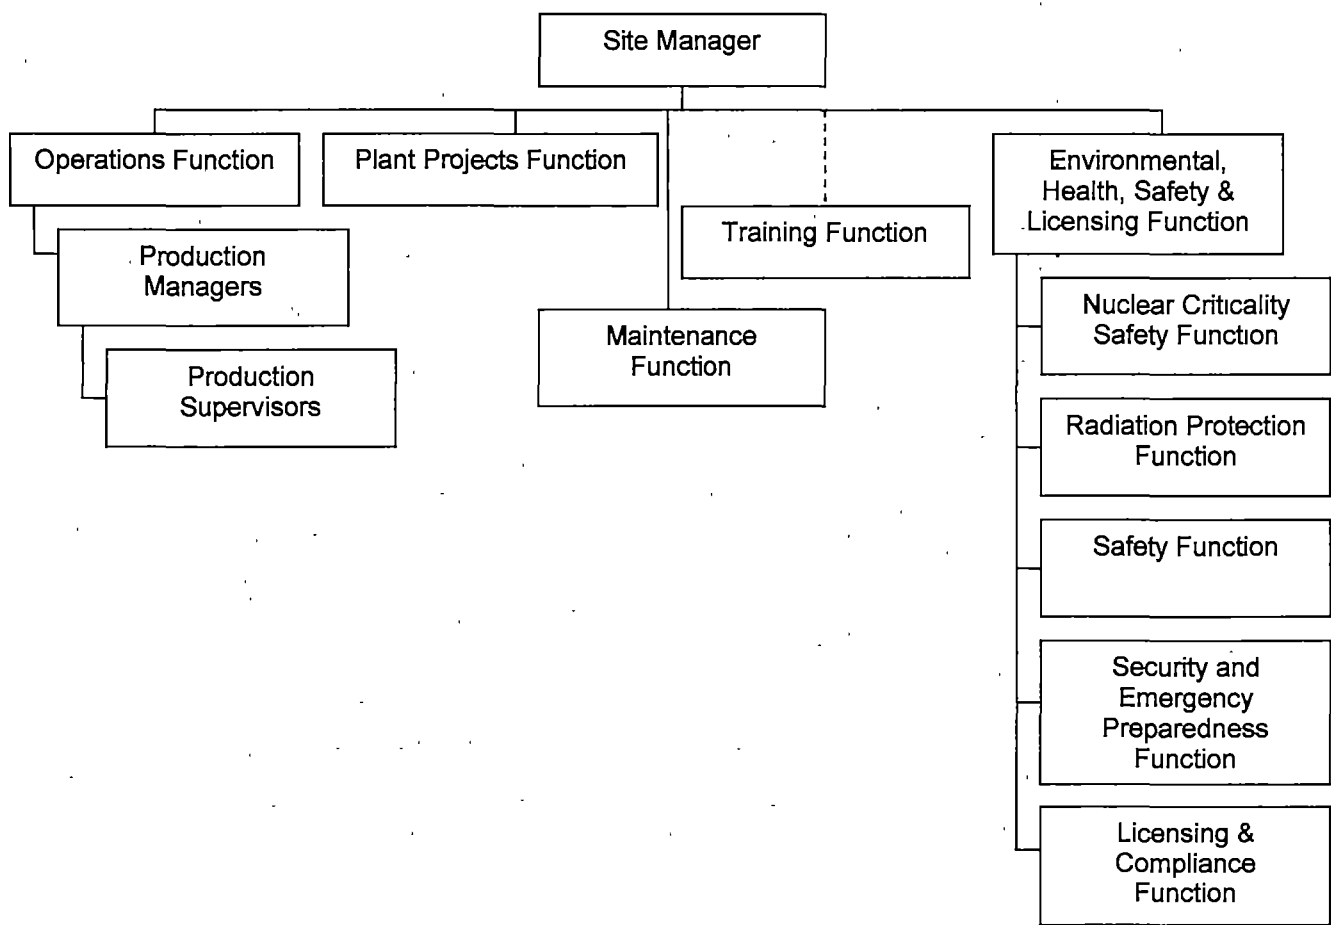 Site Manager
Operations Function
Plant Projects Function
Environmental,
Health, Safety &
Licensing Function
Training Function
Production
Managers
Nuclear Criticality
Safety Function
Maintenance
Function
Production
Supervisors
Radiation Protection
Function
Safety Function
Security and
Emergency
Preparedness
Function
Licensing &
Compliance
Function